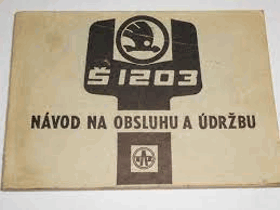 Š 1203
NÁVOD NA OBSLUHU A ÚDRŽBU